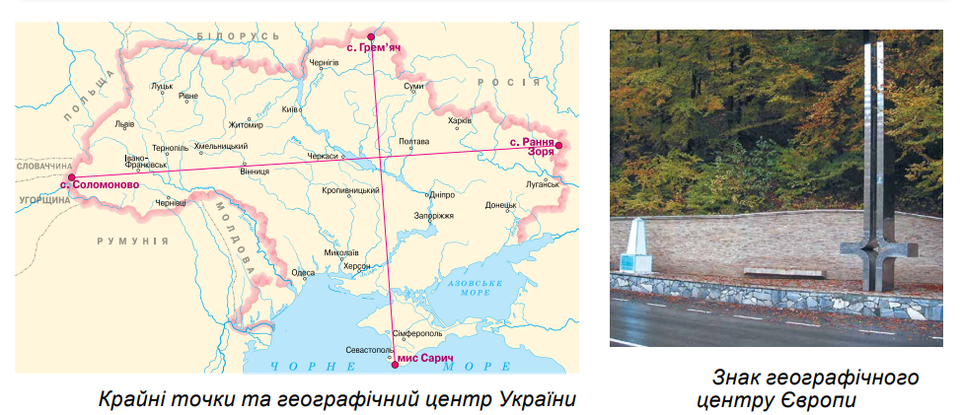 БІЛОРУСЬ
с. Грем’яч
ПОЛЬЩА
Чернігів
РОСІЯ
Луцьк
Рівне
Суми
Київ
Львів
Житомир
Харків
Тернопіль
Хмельницький
Полтава
с. Рання
Зоря
Івано-
Франківськ
Черкаси
СЛОВАЧЧИНА
Вінниця
с. Соломоново
Луганськ
УГОРЩИНА
Чернівці
Кропивницький
Дніпро
Донецьк
МОЛДОВА
Запоріжжя
РУМУНІЯ
Миколаїв
Херсон
Одеса
АЗОВСЬКЕ
МОРЕ
Сімферополь
Севастополь
мис Сарич
ЧОРНЕ МОРЕ
Крайні точки та географічний центр України
Знак географічного
центру Європи